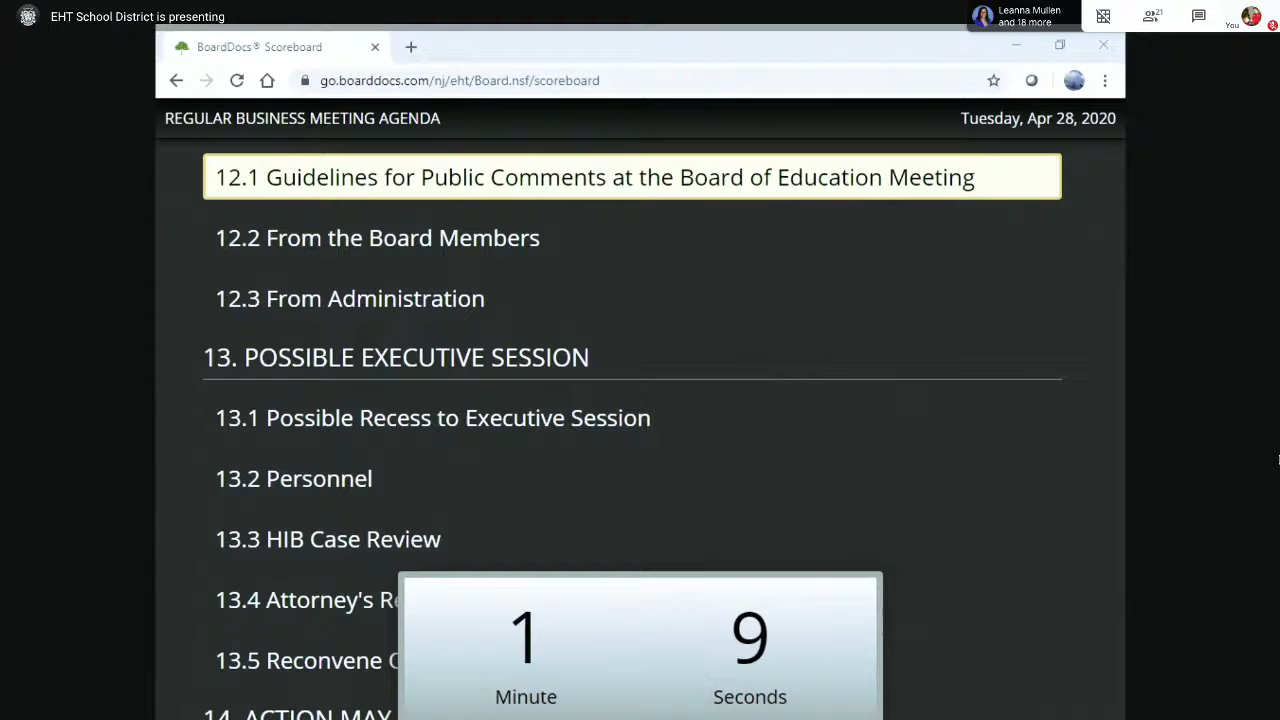 EHT School District is presenting
Leanna Mullen
and 18 more
21
You
BoardDocs® Scoreboard
go.boarddocs.com/nj/eht/Board.nsf/scoreboard
REGULAR BUSINESS MEETING AGENDA
Tuesday, Apr 28, 2020
12.1 Guidelines for Public Comments at the Board of Education Meeting
12.2 From the Board Members
12.3 From Administration
13. POSSIBLE EXECUTIVE SESSION
13.1 Possible Recess to Executive Session
13.2 Personnel
13.3 HIB Case Review
13.4 Attorney's
13.5 Reconvene
14. ACTION MAY
1 9
Minute Seconds